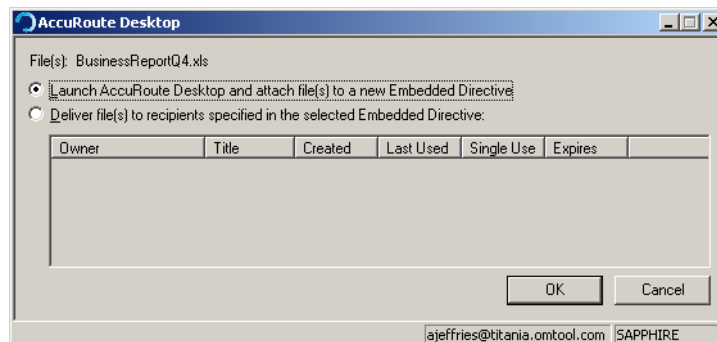 AccuRoute Desktop
File(s): BusinessReportQ4.xls
Launch AccuRoute Desktop and attach file(s) to a new Embedded Directive
Deliver file(s) to recipients specified in the selected Embedded Directive:
Owner Title Created Last Used Single Use Expires
OK Cancel
ajeffries@titania.omtool.com SAPPHIRE